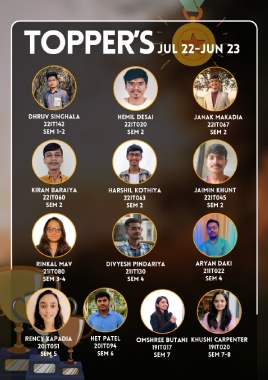 TOPPER'S JUL 22-JUN 23
DHRUV SINGHALA
22IT142
SEM 1-2
HEMIL DESAI
22IT020
SEM 2
JANAK MAKADIA
22IT067
SEM 2
KIRAN BARAIYA
22IT060
SEM 2
HARSHIL KOTHIYA
22IT063
SEM 2
JAIMIN KHUNT
22IT045
SEM 2
RINKAL MAV
21IT080
SEM 3-4
DIVYESH PINDARIYA
21IT130
SEM 4
ARYAN DAKI
21IT022
SEM 4
RENCY KAPADIA
20IT051
SEM 5
HET PATEL
20IT094
SEM 6
OMSHREE BUTANI
19IT017
SEM 7
KHUSHI CARPENTER
19IT020
SEM 7-8